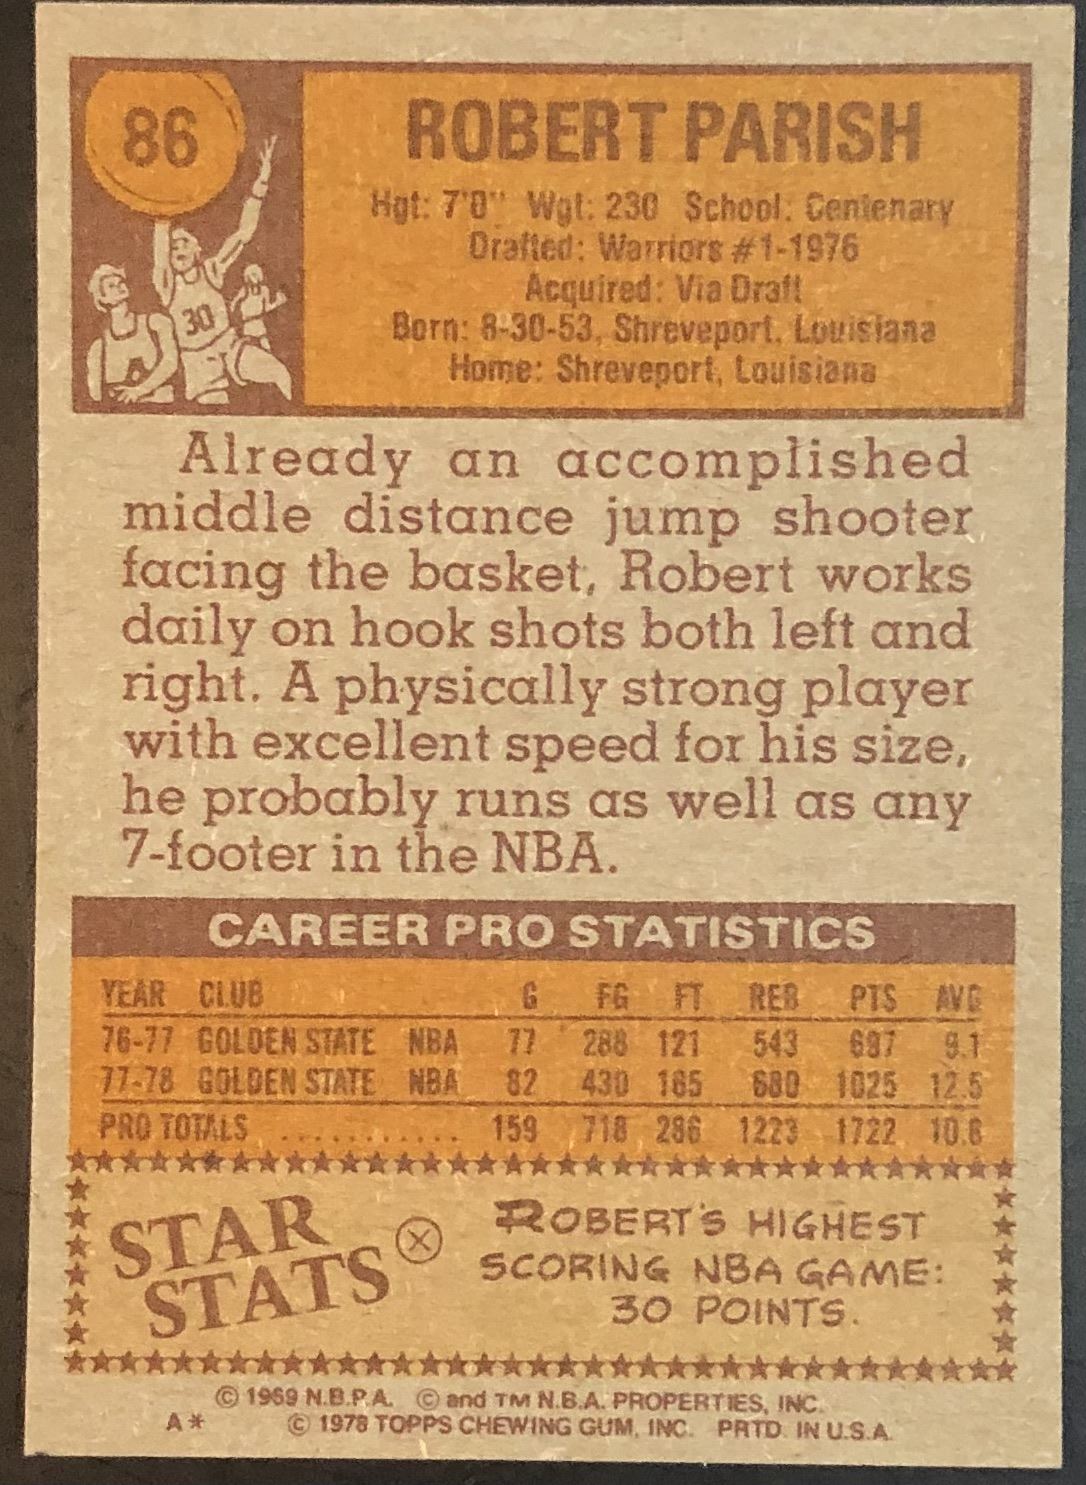 86
ROBERT PARISH
Hgt: 7'0" Wgt: 230 School: Centenary
Drafted: Warriors #1-1976
Acquired: Via Draft
Born: 8-30-53, Shreveport, Louisiana
Home: Shreveport, Louisiana
30
Already an accomplished
middle distance jump shooter
facing the basket, Robert works
daily on hook shots both left and
right. A physically strong player
with excellent speed for his size,
he probably runs as well as any
7-footer in the NBA.
CAREER PRO STATISTICS
YEAR CLUB G FG FT REB PTS AVG
76-77 GOLDEN STATE NBA 77 288 121 543 697 9.1
77-78 GOLDEN STATE NBA 82 430 165 680 1025 12.5
PRO TOTALS ........... 159 718 286 1223 1722 10.8
STAR
STATS
ROBERT'S HIGHEST
SCORING NBA GAME:
30 POINTS.
© 1969 N.B.P.A. © and TM N.B.A. PROPERTIES, INC.
A* © 1978 TOPPS CHEWING GUM, INC. PRTD. IN U.S.A.